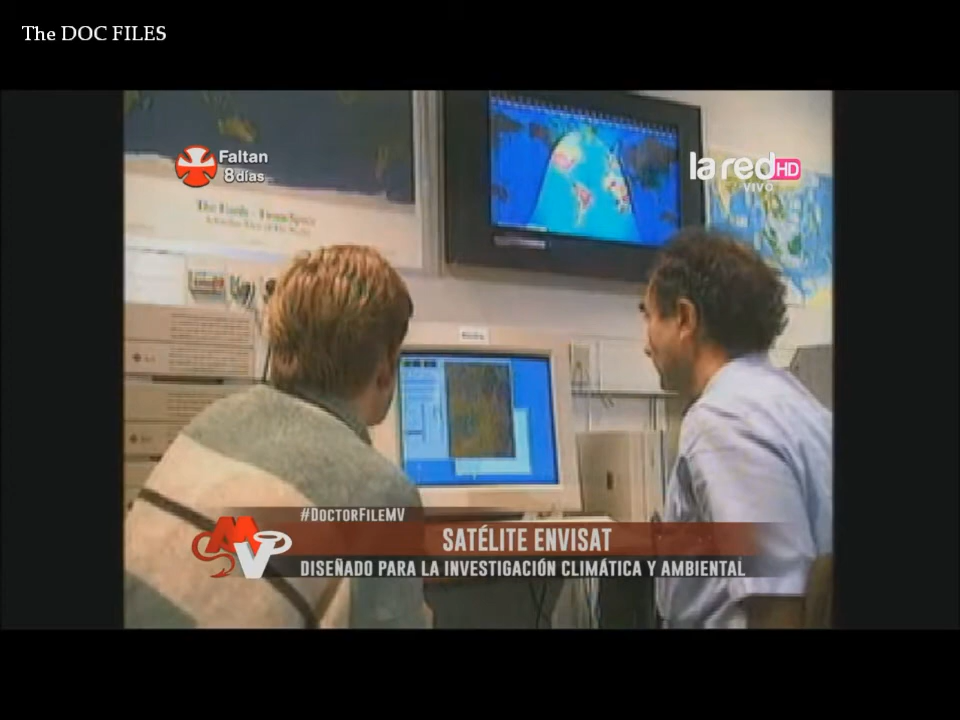 The DOC FILES
Faltan
8 días
la red HD
VIVO
#DOCTORFILEMV
MV
SATÉLITE ENVISAT
DISEÑADO PARA LA INVESTIGACIÓN CLIMÁTICA Y AMBIENTAL